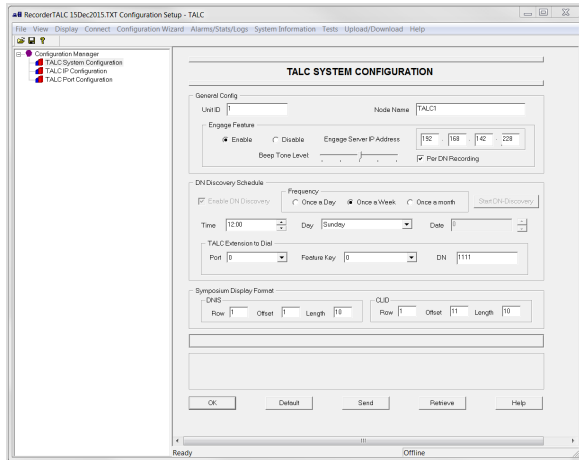 RecorderTALC 15Dec2015.TXT Configuration Setup - TALC
File View Display Connect Configuration Wizard Alarms/Stats/Logs System Information Tests Upload/Download Help
Configuration Manager
TALC System Configuration
TALC IP Configuration
TALC Port Configuration
TALC SYSTEM CONFIGURATION
General Config
Unit ID 1 Node Name TALC1
Engage Feature
Enable Disable Engage Server IP Address 192 . 168 . 142 . 228
Beep Tone Level Per DN Recording
DN Discovery Schedule
Frequency
Enable DN Discovery Once a Day Once a Week Once a month Start DN-Discovery
Time 12:00 Day Sunday Date 0
TALC Extension to Dial
Port 0 Feature Key 0 DN 1111
Symposium Display Format
DNIS CLID
Row 1 Offset 1 Length 10 Row 1 Offset 11 Length 10
OK Default Send Retrieve Help
Ready Offline